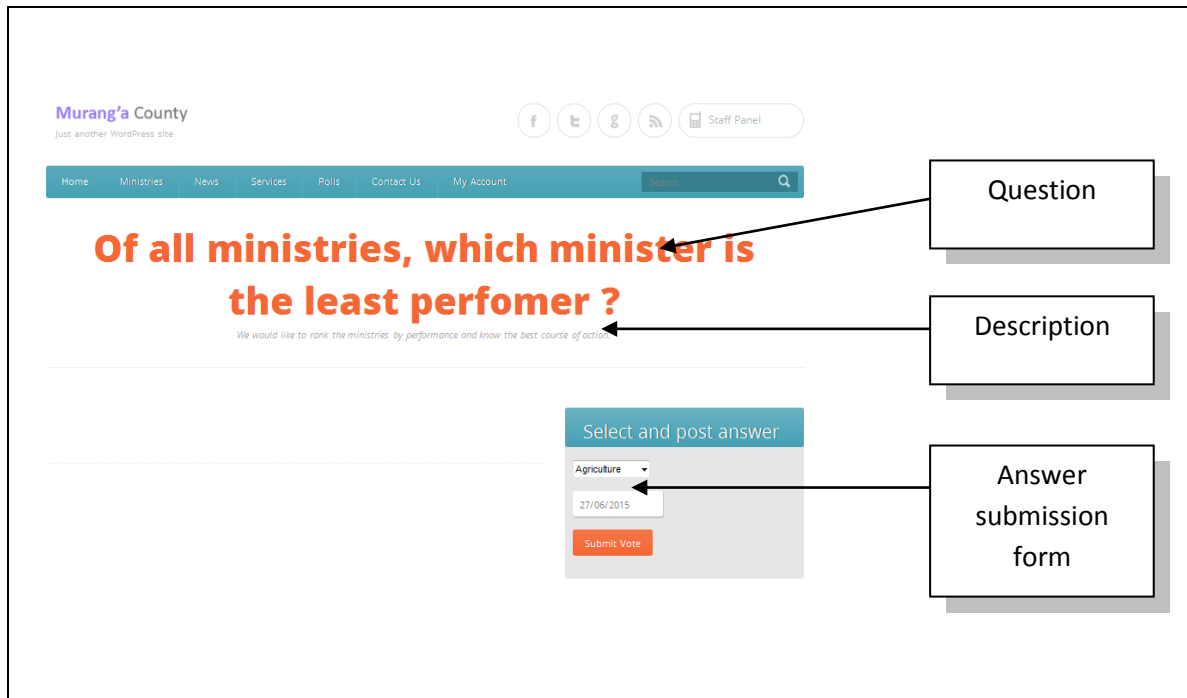 Murang'a County
Just another WordPress site
Staff Panel
Home Ministries News Services Polls Contact Us My Account Search
Question
Of all ministries, which minister is
the least perfomer ?
We would like to rank the ministries by performance and know the best course of action.
Description
Select and post answer
Agriculture
27/06/2015
Submit Vote
Answer
submission
form